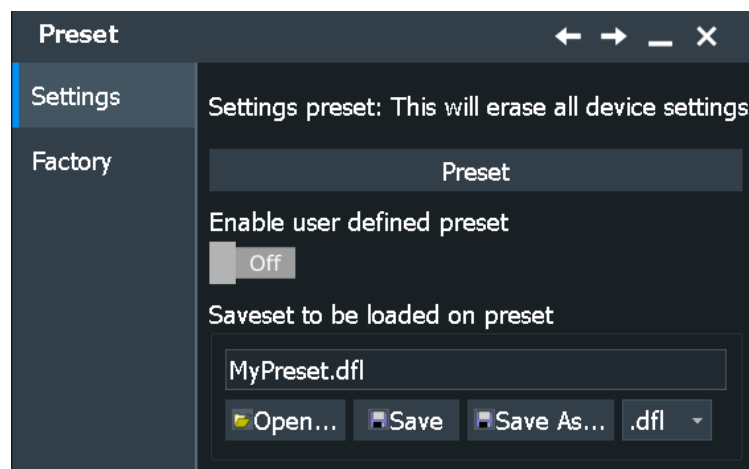 Preset
Settings
Factory
Settings preset: This will erase all device settings
Preset
Enable user defined preset
Off
Saveset to be loaded on preset
MyPreset.dfl
Open... Save Save As... .dfl